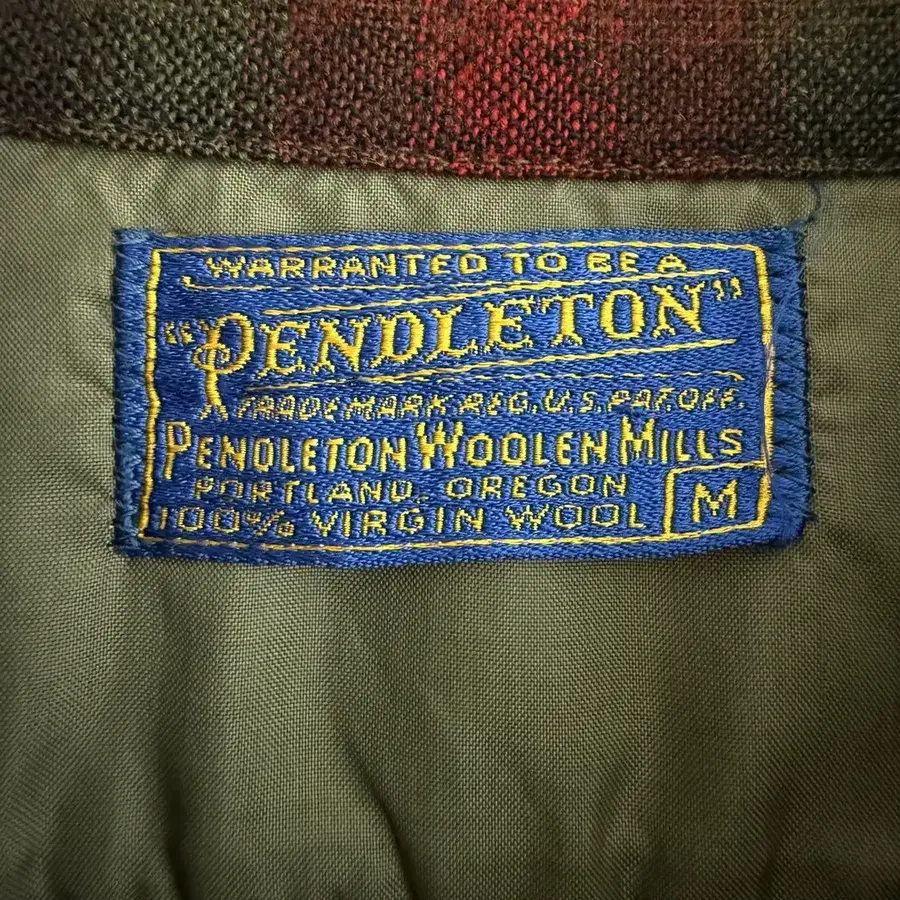 WARRANTED TO BE A
"PENDLETON"
TRADE MARK REG. U.S. PAT. OFF.
PENDLETON WOOLEN MILLS
PORTLAND, OREGON
100% VIRGIN WOOL
M